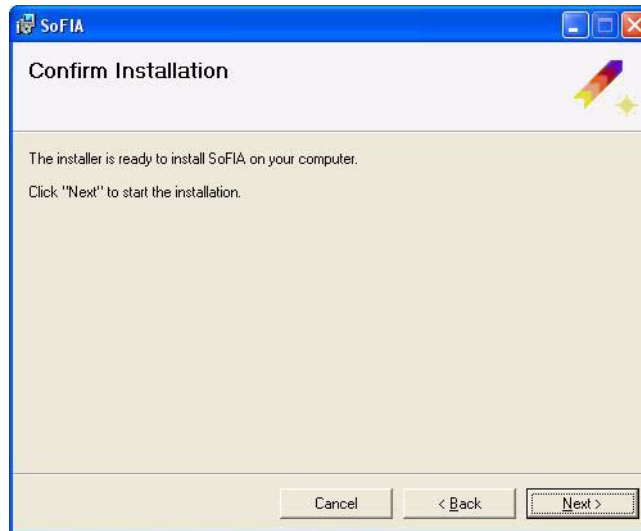 SoFIA
Confirm Installation
The installer is ready to install SoFIA on your computer.
Click "Next" to start the installation.
Cancel
< Back
Next >